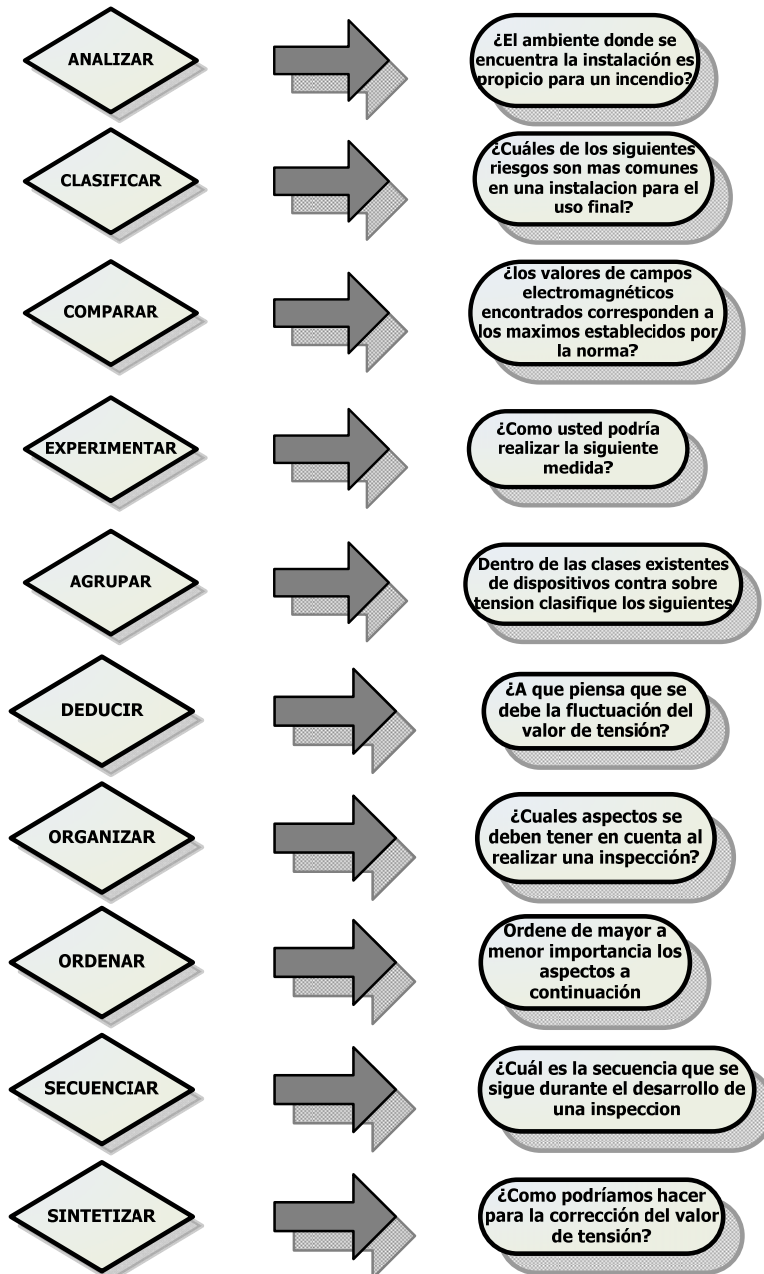 ANALIZAR
¿El ambiente donde se
encuentra la instalación es
propicio para un incendio?
CLASIFICAR
¿Cuáles de los siguientes
riesgos son mas comunes
en una instalacion para el
uso final?
COMPARAR
¿los valores de campos
electromagnéticos
encontrados corresponden a
los maximos establecidos por
la norma?
EXPERIMENTAR
¿Como usted podría
realizar la siguiente
medida?
AGRUPAR
Dentro de las clases existentes
de dispositivos contra sobre
tension clasifique los siguientes
DEDUCIR
¿A que piensa que se
debe la fluctuación del
valor de tensión?
ORGANIZAR
¿Cuales aspectos se
deben tener en cuenta al
realizar una inspección?
ORDENAR
Ordene de mayor a
menor importancia los
aspectos a
continuación
SECUENCIAR
¿Cuál es la secuencia que se
sigue durante el desarrollo de
una inspeccion
SINTETIZAR
¿Como podríamos hacer
para la corrección del valor
de tensión?